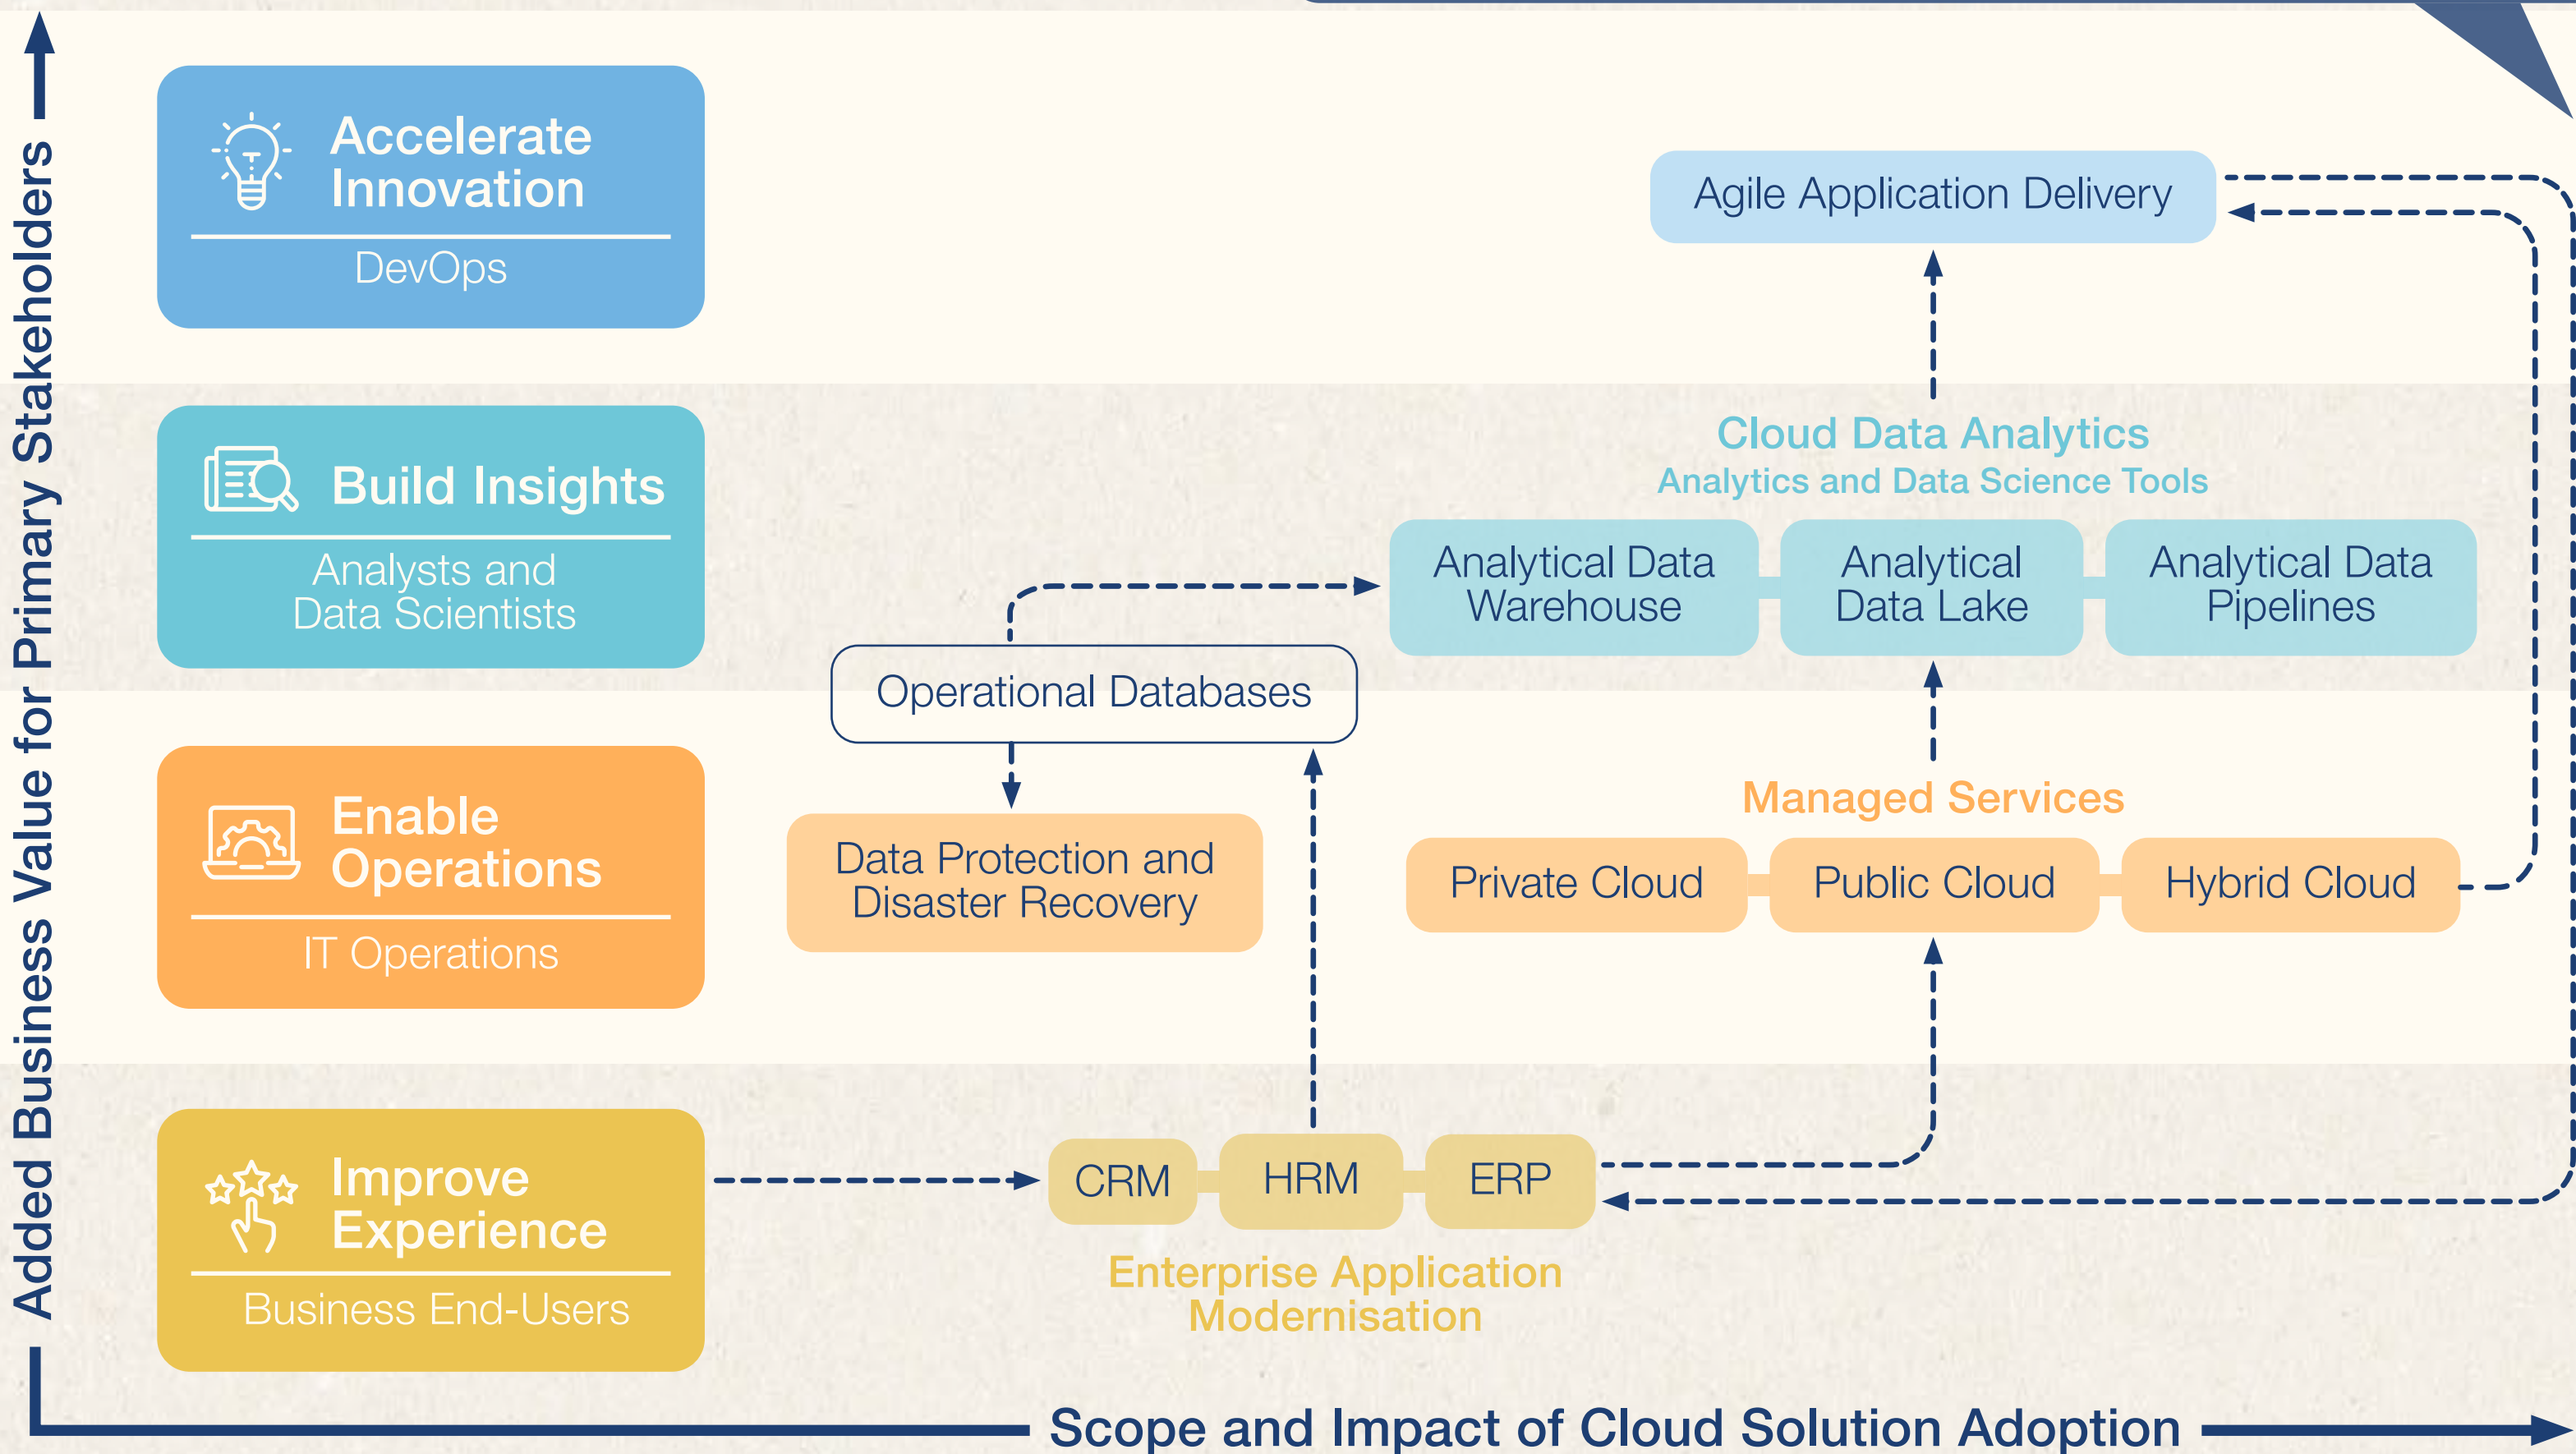 Added Business Value for Primary Stakeholders
Accelerate
Innovation
DevOps
Agile Application Delivery
Build Insights
Analysts and
Data Scientists
Cloud Data Analytics
Analytics and Data Science Tools
Analytical Data
Warehouse
Analytical
Data Lake
Analytical Data
Pipelines
Operational Databases
Enable
Operations
IT Operations
Data Protection and
Disaster Recovery
Managed Services
Private Cloud
Public Cloud
Hybrid Cloud
Improve
Experience
Business End-Users
CRM
HRM
ERP
Enterprise Application
Modernisation
Scope and Impact of Cloud Solution Adoption